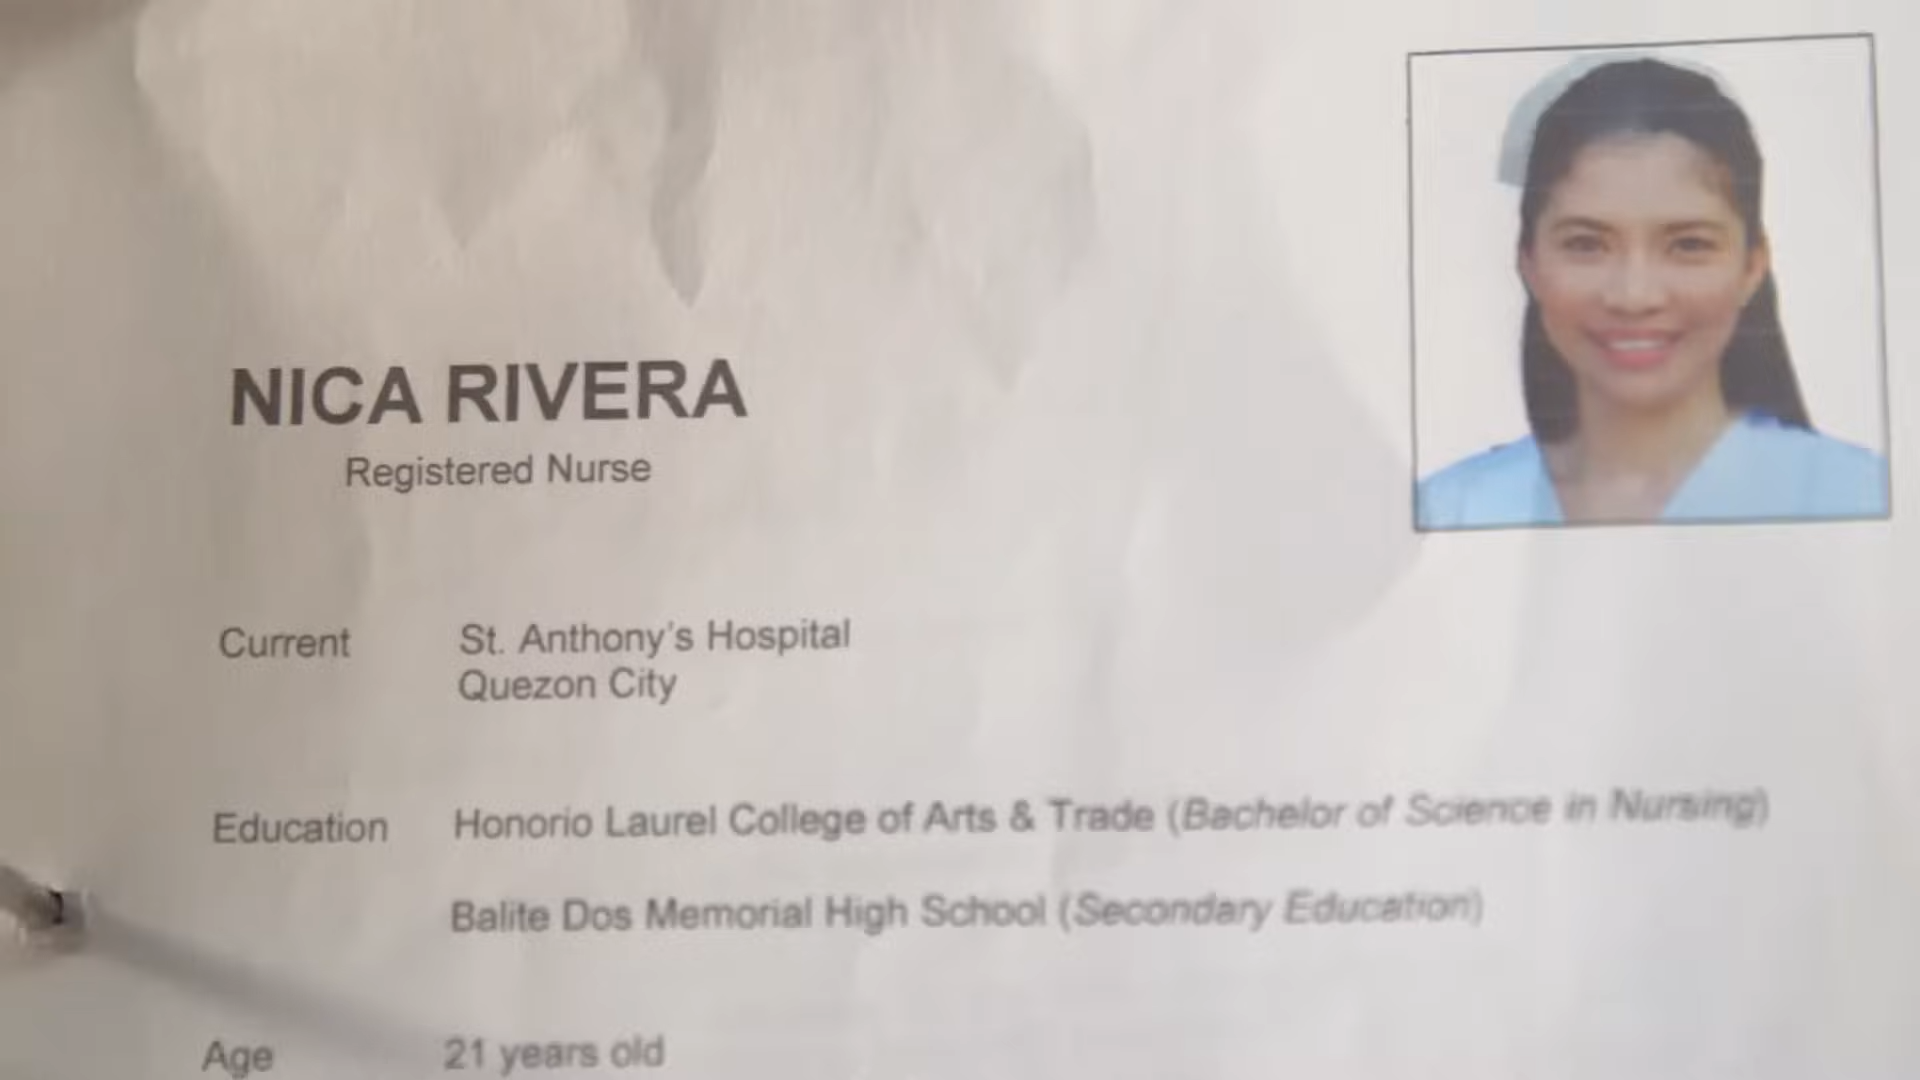 NICA RIVERA
Registered Nurse
Current St. Anthony's Hospital
Quezon City
Education Honorio Laurel College of Arts & Trade (Bachelor of Science in Nursing)
Balite Dos Memorial High School (Secondary Education)
Age 21 years old